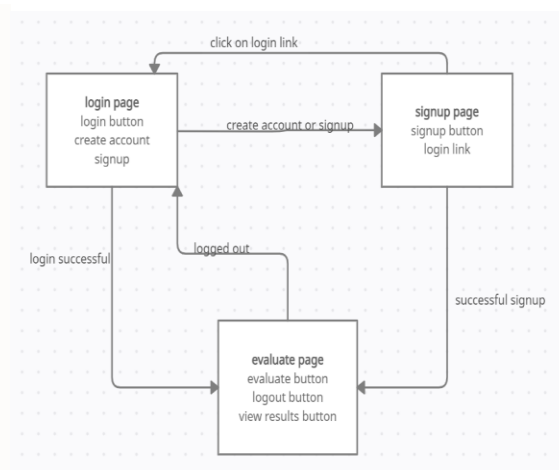 click on login link
login page
login button
create account
signup
create account or signup
signup page
signup button
login link
logged out
login successful
successful signup
evaluate page
evaluate button
logout button
view results button